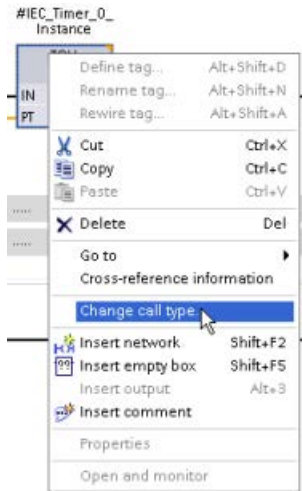 #IEC_Timer_0_
Instance
IN
PT
Define tag... Alt+Shift+D
Rename tag... Alt+Shift+N
Rewire tag... Alt+Shift+A
Cut Ctrl+X
Copy Ctrl+C
Paste Ctrl+V
Delete Del
Go to
Cross-reference information
Change call type...
Insert network Shift+F2
Insert empty box Shift+F5
Insert output Alt+3
Insert comment
Properties
Open and monitor